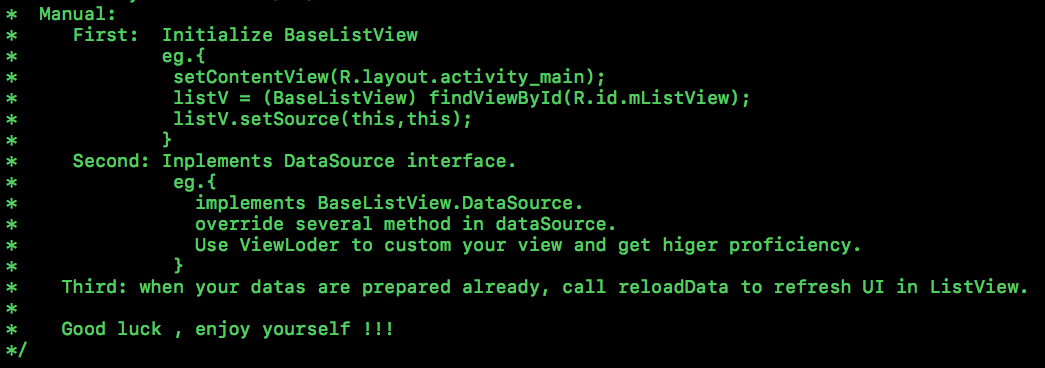 * Manual:
* First: Initialize BaseListView
* eg.{
* setContentView(R.layout.activity_main);
* listV = (BaseListView) findViewById(R.id.mListView);
* listV.setSource(this,this);
* }
* Second: Inplements DataSource interface.
* eg.{
* implements BaseListView.DataSource.
* override several method in dataSource.
* Use ViewLoder to custom your view and get higer proficiency.
* }
* Third: when your datas are prepared already, call reloadData to refresh UI in ListView.
*
* Good luck , enjoy yourself !!!
*/